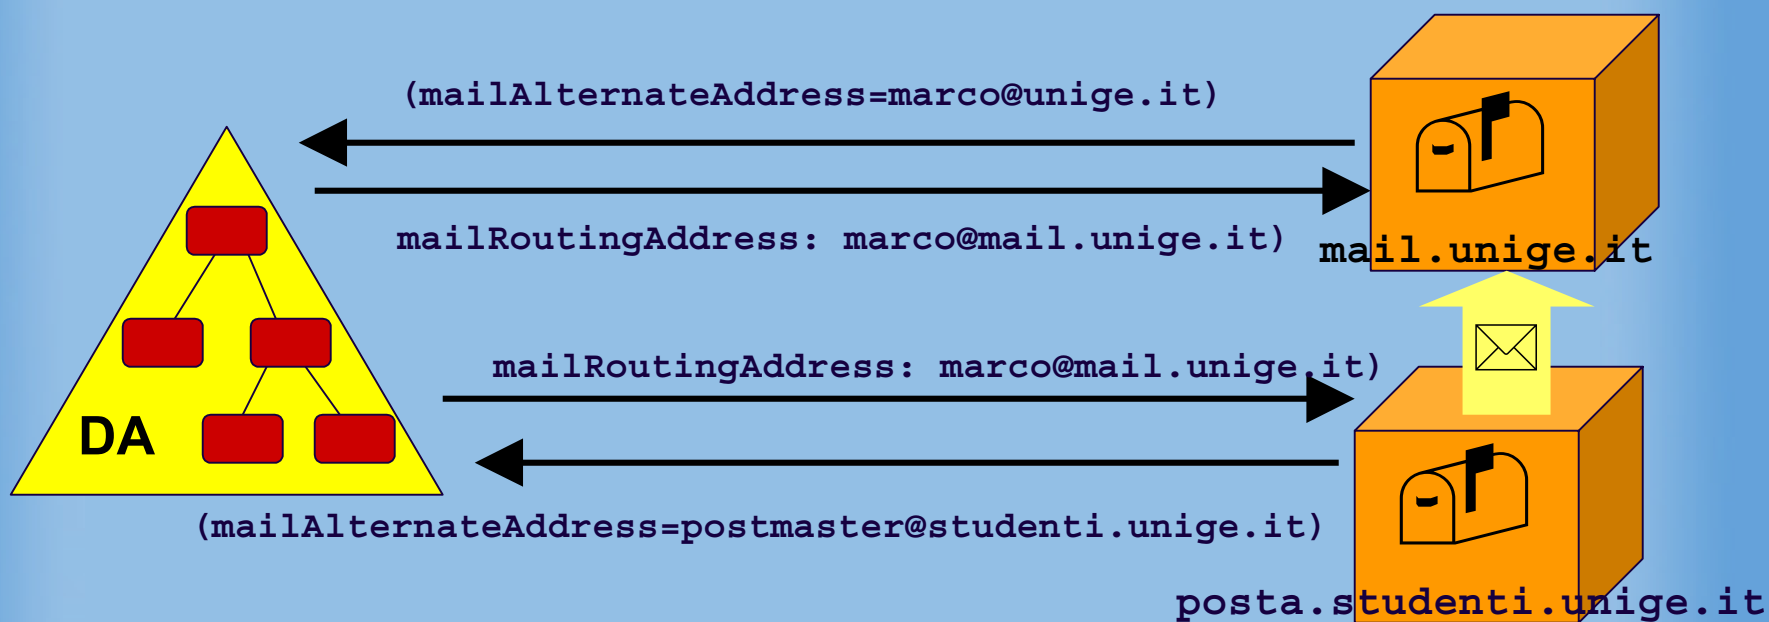 (mailAlternateAddress=marco@unige.it)
mailRoutingAddress: marco@mail.unige.it)
mail.unige.it
mailRoutingAddress: marco@mail.unige.it)
DA
(mailAlternateAddress=postmaster@studenti.unige.it)
posta.studenti.unige.it